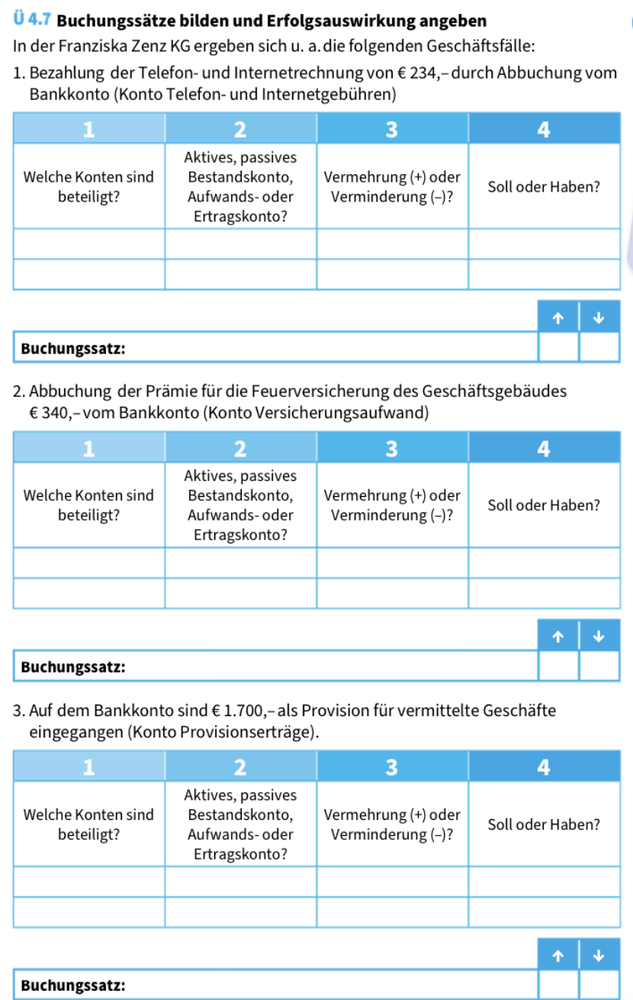 Ü 4.7 Buchungssätze bilden und Erfolgsauswirkung angeben
In der Franziska Zenz KG ergeben sich u. a. die folgenden Geschäftsfälle:
1. Bezahlung der Telefon- und Internetrechnung von € 234,– durch Abbuchung vom
Bankkonto (Konto Telefon- und Internetgebühren)
1 2 3 4
Welche Konten sind
beteiligt?
Aktives, passives
Bestandskonto,
Aufwands- oder
Ertragskonto?
Vermehrung (+) oder
Verminderung (–)?
Soll oder Haben?
↑ ↓
Buchungssatz:
2. Abbuchung der Prämie für die Feuerversicherung des Geschäftsgebäudes
€ 340,– vom Bankkonto (Konto Versicherungsaufwand)
1 2 3 4
Welche Konten sind
beteiligt?
Aktives, passives
Bestandskonto,
Aufwands- oder
Ertragskonto?
Vermehrung (+) oder
Verminderung (–)?
Soll oder Haben?
↑ ↓
Buchungssatz:
3. Auf dem Bankkonto sind € 1.700,– als Provision für vermittelte Geschäfte
eingegangen (Konto Provisionserträge).
1 2 3 4
Welche Konten sind
beteiligt?
Aktives, passives
Bestandskonto,
Aufwands- oder
Ertragskonto?
Vermehrung (+) oder
Verminderung (–)?
Soll oder Haben?
↑ ↓
Buchungssatz: